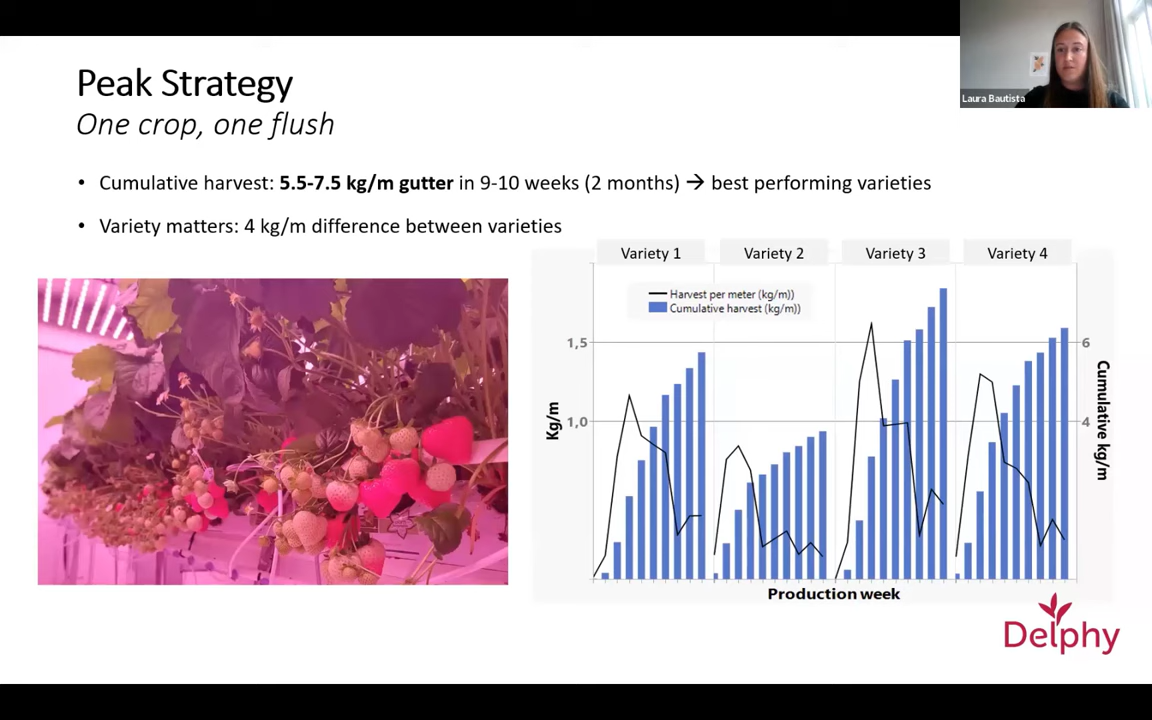 Peak Strategy
One crop, one flush
Laura Bautista
• Cumulative harvest: 5.5-7.5 kg/m gutter in 9-10 weeks (2 months) → best performing varieties
• Variety matters: 4 kg/m difference between varieties
Variety 1
Variety 2
Variety 3
Variety 4
Harvest per meter (kg/m))
Cumulative harvest (kg/m))
1,5
1,0
6
4
Kg/m
Cumulative kg/m
Production week
Delphy